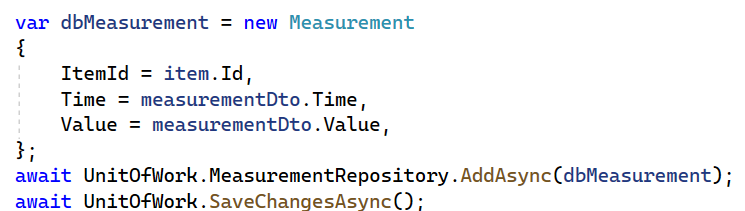 var dbMeasurement = new Measurement
{
    ItemId = item.Id,
    Time = measurementDto.Time,
    Value = measurementDto.Value,
};
await UnitOfWork.MeasurementRepository.AddAsync(dbMeasurement);
await UnitOfWork.SaveChangesAsync();